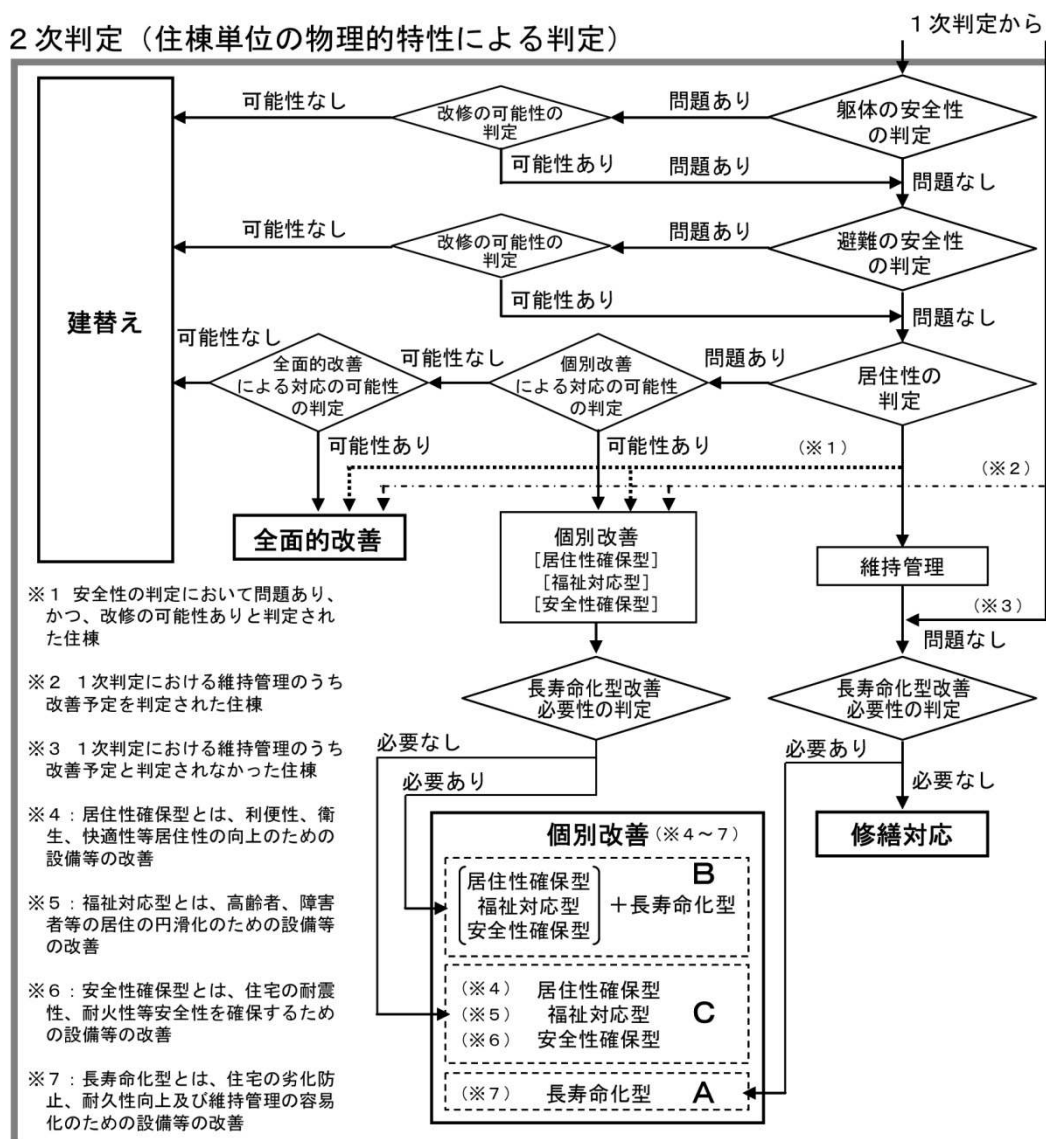 2次判定（住棟単位の物理的特性による判定）
1次判定から
可能性なし
改修の可能性の
判定
問題あり
躯体の安全性
の判定
可能性あり
問題あり
問題なし
可能性なし
改修の可能性の
判定
問題あり
避難の安全性
の判定
可能性あり
問題なし
建替え
可能性なし
全面的改善
による対応の可能性
の判定
可能性なし
個別改善
による対応の可能性
の判定
問題あり
居住性の
判定
可能性あり
可能性あり
（※1）
（※2）
全面的改善
個別改善
[居住性確保型]
[福祉対応型]
[安全性確保型]
維持管理
（※3）
問題なし
長寿命化型改善
必要性の判定
長寿命化型改善
必要性の判定
必要なし
必要あり
必要あり
必要なし
修繕対応
個別改善（※4～7）
B
居住性確保型
福祉対応型
安全性確保型
＋長寿命化型
（※4） 居住性確保型
（※5） 福祉対応型
（※6） 安全性確保型
C
（※7） 長寿命化型 A
※1 安全性の判定において問題あり、
かつ、改修の可能性ありと判定され
た住棟
※2 1次判定における維持管理のうち
改善予定を判定された住棟
※3 1次判定における維持管理のうち
改善予定と判定されなかった住棟
※4：居住性確保型とは、利便性、衛
生、快適性等居住性の向上のための
設備等の改善
※5：福祉対応型とは、高齢者、障害
者等の居住の円滑化のための設備等
の改善
※6：安全性確保型とは、住宅の耐震
性、耐火性等安全性を確保するため
の設備等の改善
※7：長寿命化型とは、住宅の劣化防
止、耐久性向上及び維持管理の容易
化のための設備等の改善